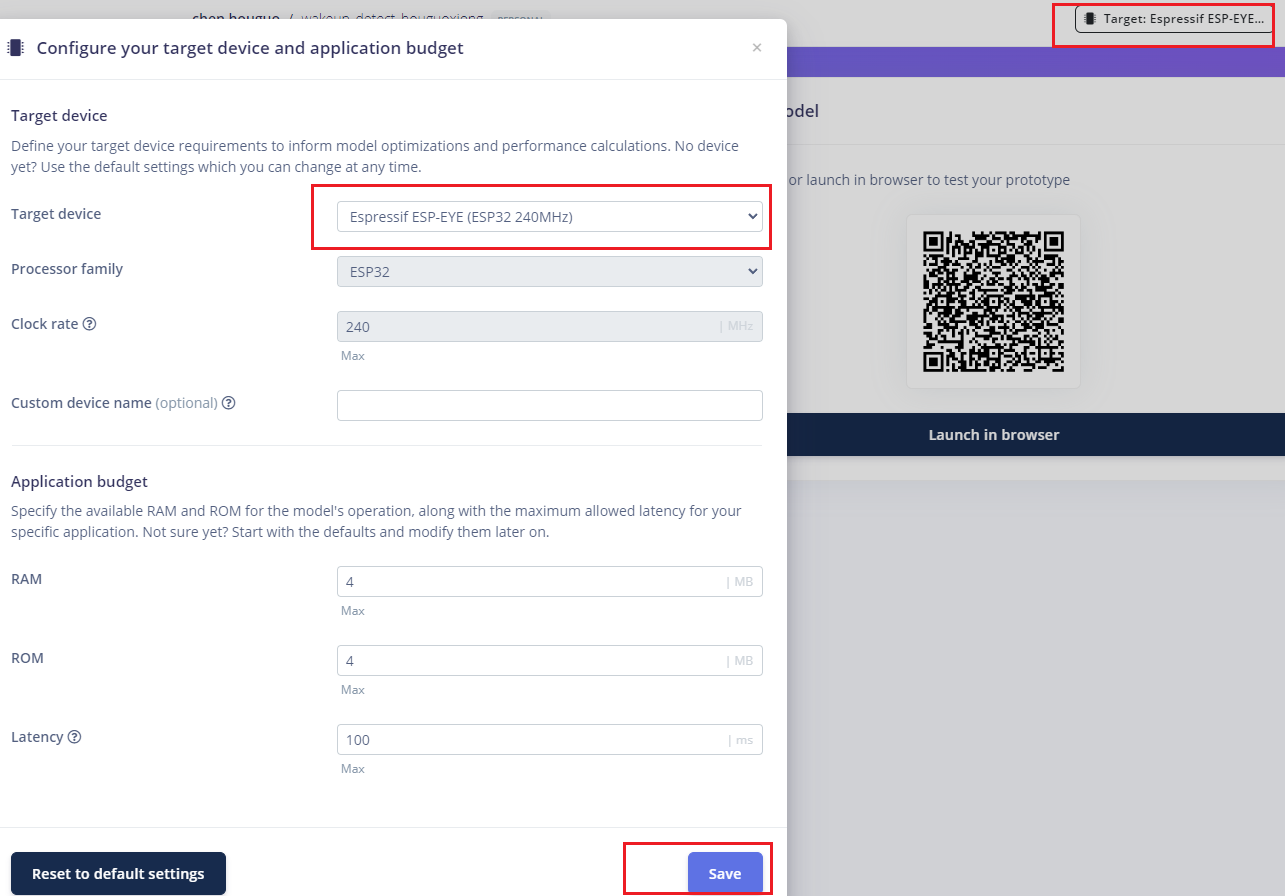 chen houguo / wakeup-detect-houguoxiong PERSONAL
Target: Espressif ESP-EYE...
Configure your target device and application budget
×
Target device
Define your target device requirements to inform model optimizations and performance calculations. No device
yet? Use the default settings which you can change at any time.
Target device
Espressif ESP-EYE (ESP32 240MHz)
Processor family
ESP32
Clock rate
240 | MHz
Max
Custom device name (optional)
Application budget
Specify the available RAM and ROM for the model's operation, along with the maximum allowed latency for your
specific application. Not sure yet? Start with the defaults and modify them later on.
RAM
4 | MB
Max
ROM
4 | MB
Max
Latency
100 | ms
Max
Reset to default settings
Save
odel
or launch in browser to test your prototype
Launch in browser